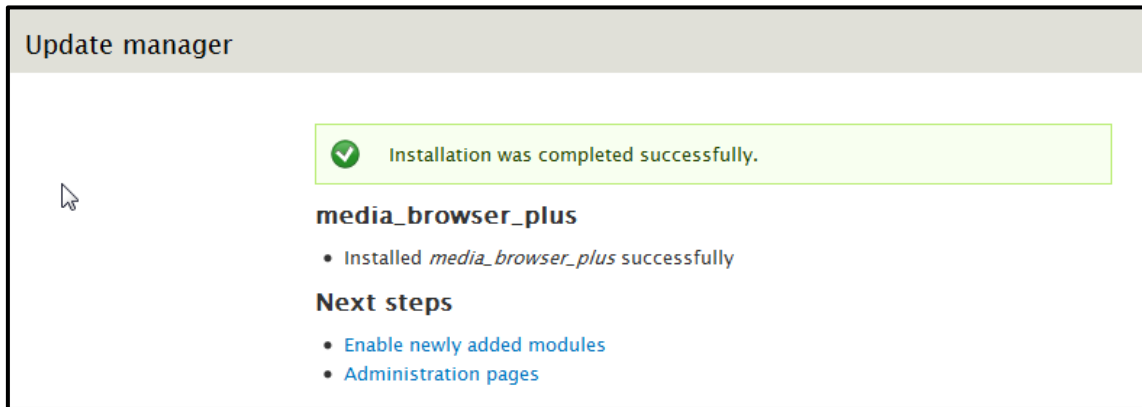 Update manager
Installation was completed successfully.
media_browser_plus
• Installed media_browser_plus successfully
Next steps
• Enable newly added modules
• Administration pages